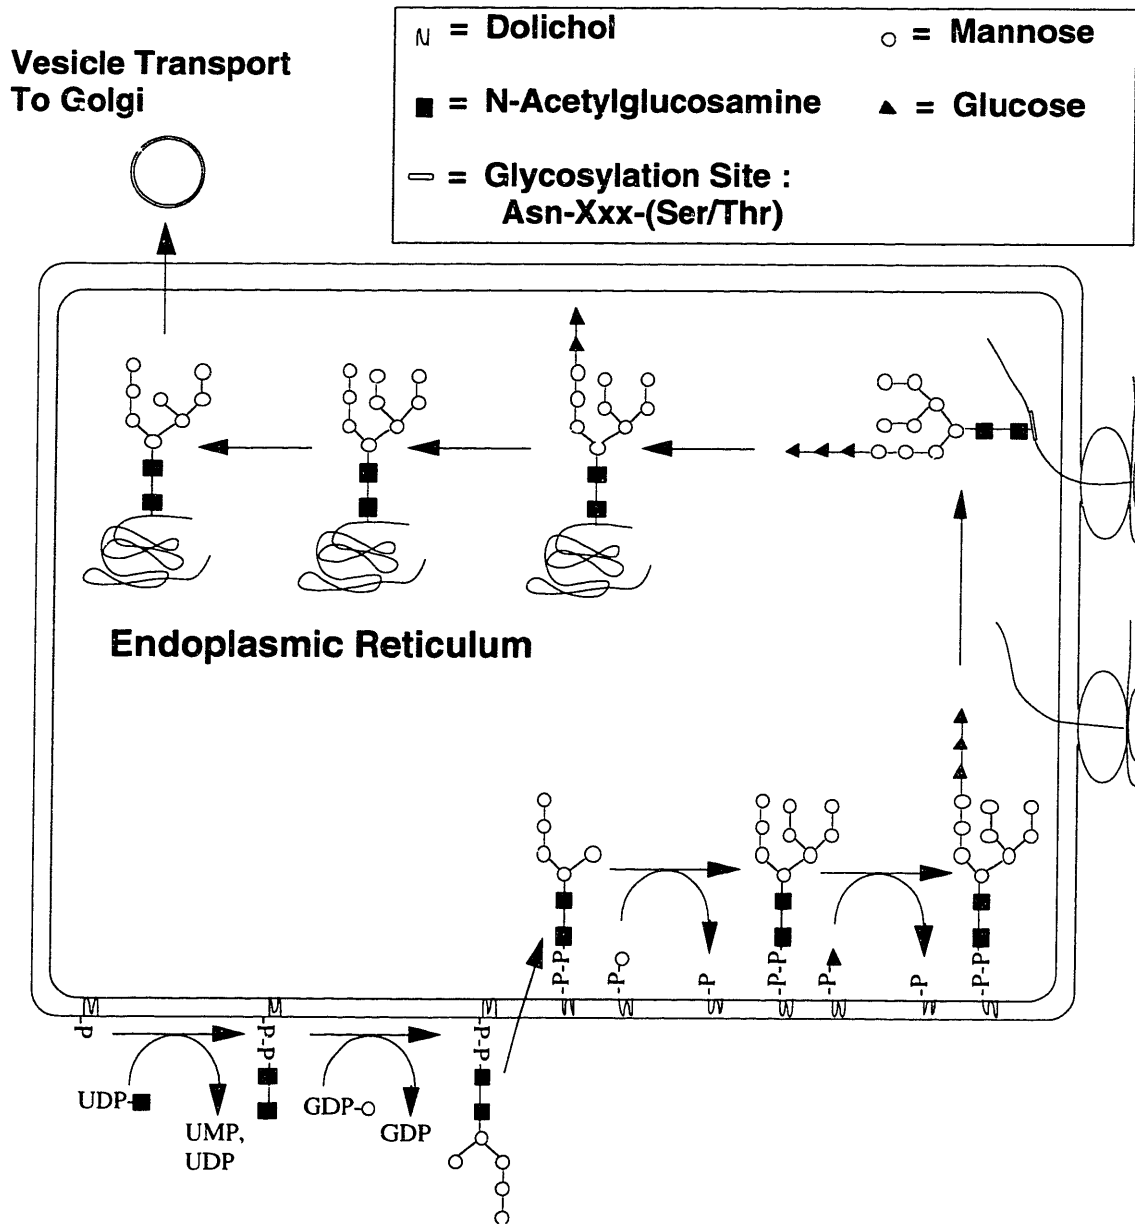 = Dolichol
= Mannose
Vesicle Transport
To Golgi
= N-Acetylglucosamine
= Glucose
= Glycosylation Site :
Asn-Xxx-(Ser/Thr)
Endoplasmic Reticulum
-P-P-
-P-
-P
-P-P-
-P-
-P
-P-P-
-P
-P-P-
-P-P-
UDP-
UMP,
UDP
GDP-
GDP